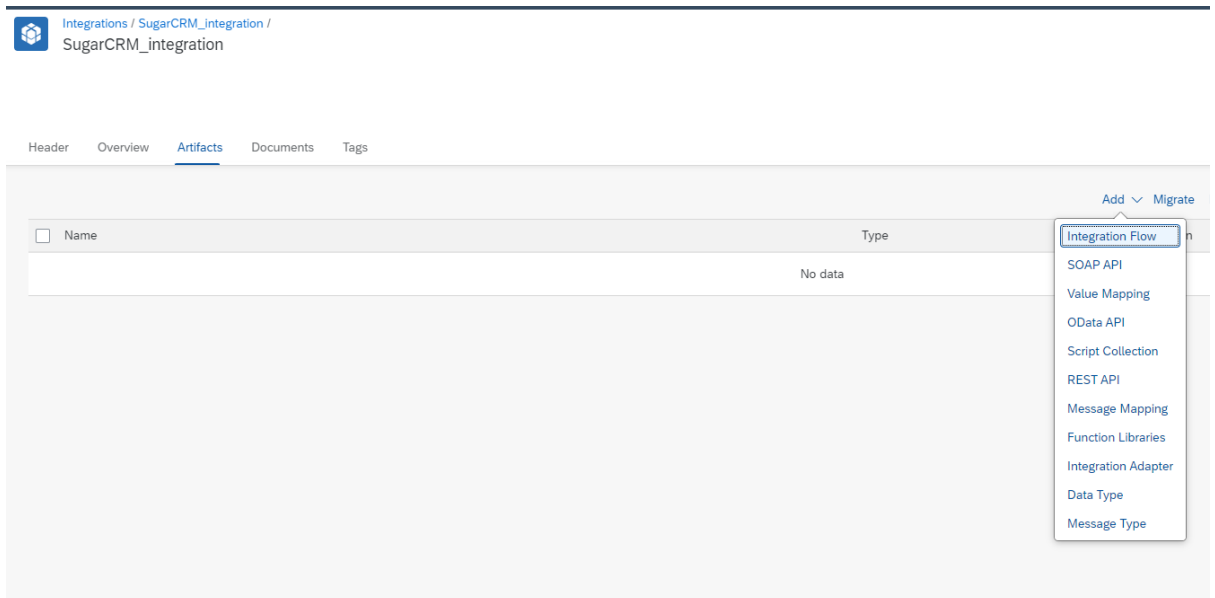 Integrations / SugarCRM_integration /
SugarCRM_integration
Header Overview Artifacts Documents Tags
Add Migrate
Name Type n
No data
Integration Flow
SOAP API
Value Mapping
OData API
Script Collection
REST API
Message Mapping
Function Libraries
Integration Adapter
Data Type
Message Type